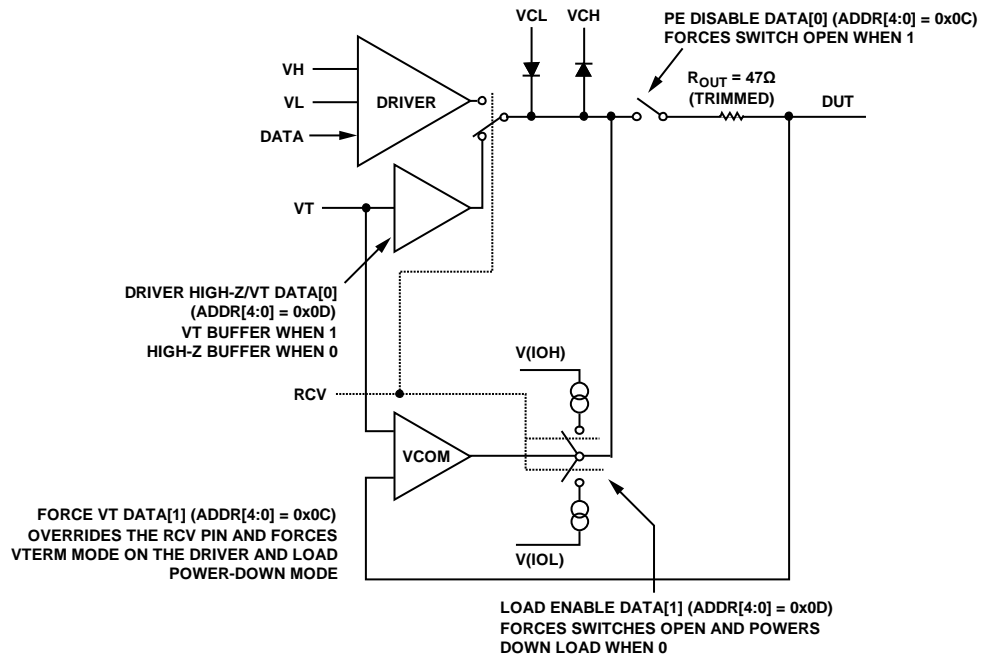 VCL
VCH
PE DISABLE DATA[0] (ADDR[4:0] = 0x0C)
FORCES SWITCH OPEN WHEN 1
VH
VL
DATA
DRIVER
ROUT = 47Ω
(TRIMMED)
DUT
VT
DRIVER HIGH-Z/VT DATA[0]
(ADDR[4:0] = 0x0D)
VT BUFFER WHEN 1
HIGH-Z BUFFER WHEN 0
V(IOH)
RCV
VCOM
FORCE VT DATA[1] (ADDR[4:0] = 0x0C)
OVERRIDES THE RCV PIN AND FORCES
VTERM MODE ON THE DRIVER AND LOAD
POWER-DOWN MODE
V(IOL)
LOAD ENABLE DATA[1] (ADDR[4:0] = 0x0D)
FORCES SWITCHES OPEN AND POWERS
DOWN LOAD WHEN 0